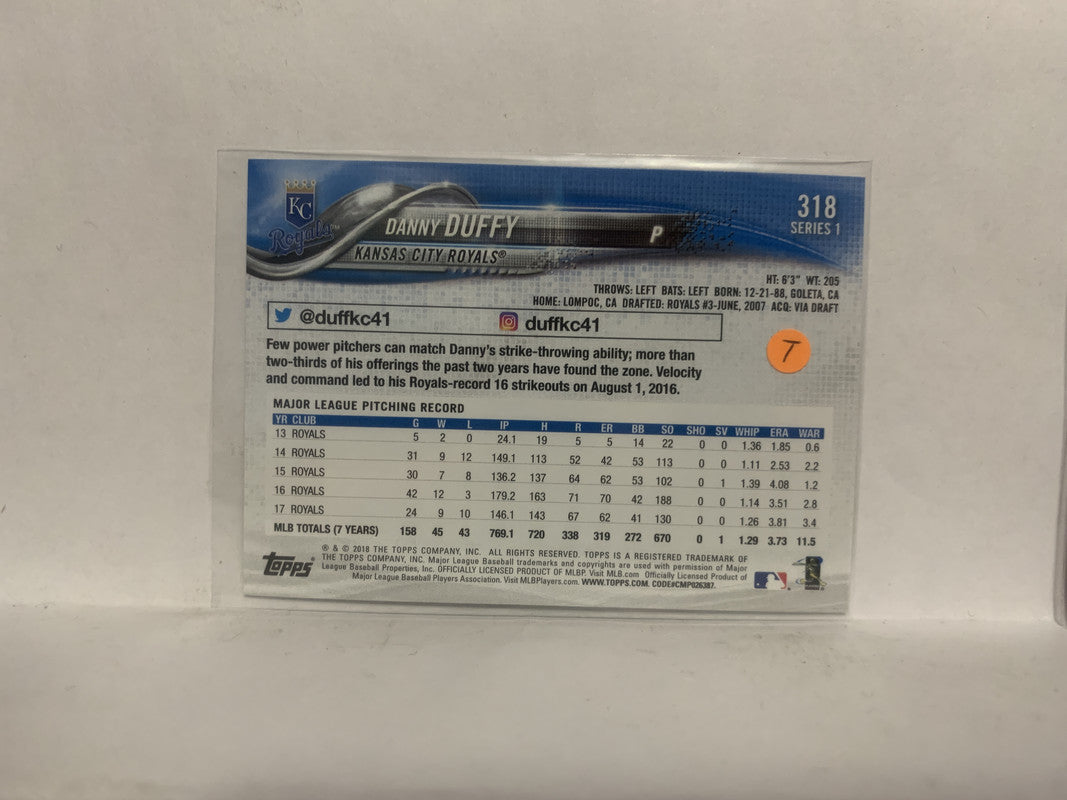 KC
Royals™
DANNY DUFFY
P
318
SERIES 1
KANSAS CITY ROYALS®
HT: 6'3" WT: 205
THROWS: LEFT BATS: LEFT BORN: 12-21-88, GOLETA, CA
HOME: LOMPOC, CA DRAFTED: ROYALS #3-JUNE, 2007 ACQ: VIA DRAFT
@duffkc41 duffkc41
T
Few power pitchers can match Danny's strike-throwing ability; more than
two-thirds of his offerings the past two years have found the zone. Velocity
and command led to his Royals-record 16 strikeouts on August 1, 2016.
MAJOR LEAGUE PITCHING RECORD
YR CLUB G W L IP H R ER BB SO SHO SV WHIP ERA WAR
13 ROYALS 5 2 0 24.1 19 5 5 14 22 0 0 1.36 1.85 0.6
14 ROYALS 31 9 12 149.1 113 52 42 53 113 0 0 1.11 2.53 2.2
15 ROYALS 30 7 8 136.2 137 64 62 53 102 0 1 1.39 4.08 1.2
16 ROYALS 42 12 3 179.2 163 71 70 42 188 0 0 1.14 3.51 2.8
17 ROYALS 24 9 10 146.1 143 67 62 41 130 0 0 1.26 3.81 3.4
MLB TOTALS (7 YEARS) 158 45 43 769.1 720 338 319 272 670 0 1 1.29 3.73 11.5
Topps
® & © 2018 THE TOPPS COMPANY, INC. ALL RIGHTS RESERVED. TOPPS IS A REGISTERED TRADEMARK OF
THE TOPPS COMPANY, INC. Major League Baseball trademarks and copyrights are used with permission of Major
League Baseball Properties, Inc. OFFICIALLY LICENSED PRODUCT OF MLBP. Visit MLB.com Officially Licensed Product of
Major League Baseball Players Association. Visit MLBPlayers.com. WWW.TOPPS.COM. CODE#CMP026387.